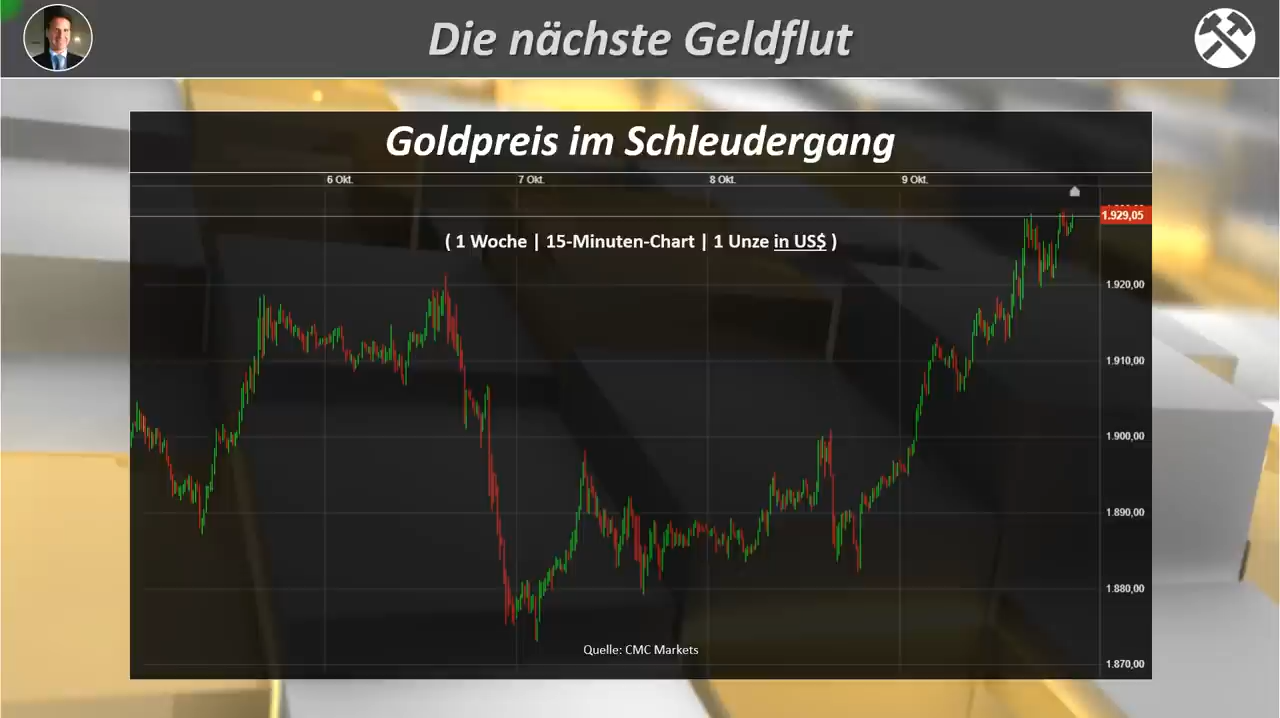 Die nächste Geldflut
Goldpreis im Schleudergang
6 Okt. 7 Okt. 8 Okt. 9 Okt.
1.929,05
( 1 Woche | 15-Minuten-Chart | 1 Unze in US$ )
1.920,00
1.910,00
1.900,00
1.890,00
1.880,00
Quelle: CMC Markets
1.870,00